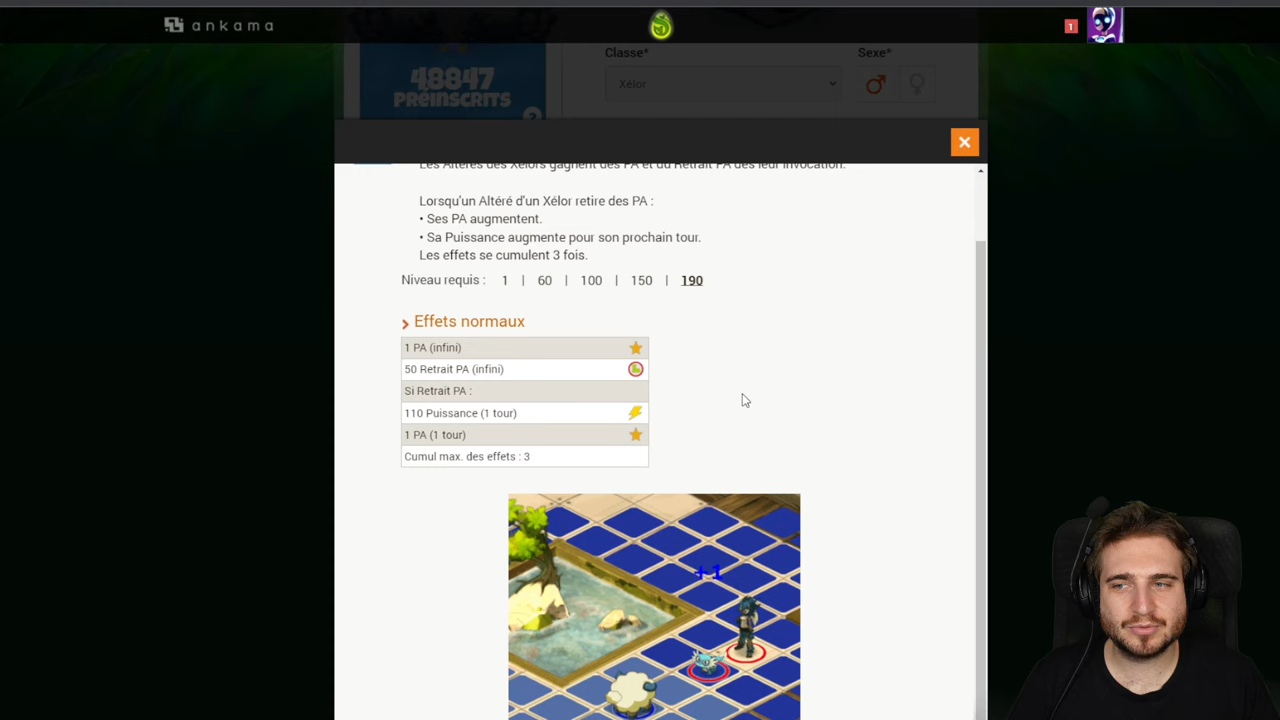 ankama
1
Classe*
Sexe*
48847
PRÉINSCRITS
?
Xélor
Les Altérés des Xélors gagnent des PA et du Retrait PA dès leur invocation.
Lorsqu'un Altéré d'un Xélor retire des PA :
• Ses PA augmentent.
• Sa Puissance augmente pour son prochain tour.
Les effets se cumulent 3 fois.
Niveau requis : 1 | 60 | 100 | 150 | 190
Effets normaux
1 PA (infini)
50 Retrait PA (infini)
Si Retrait PA :
110 Puissance (1 tour)
1 PA (1 tour)
Cumul max. des effets : 3
+1